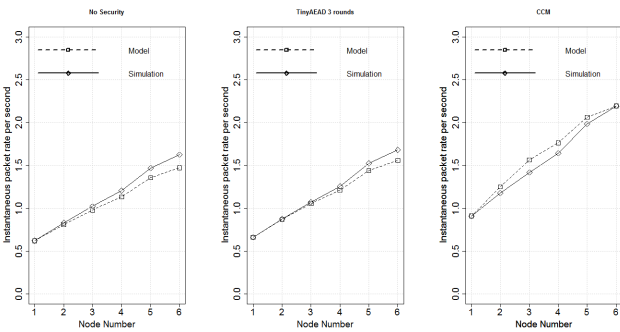 No Security
Instantaneous packet rate per second
3.0
2.5
2.0
1.5
1.0
0.5
0.0
Model
Simulation
1 2 3 4 5 6
Node Number
TinyAEAD 3 rounds
Instantaneous packet rate per second
3.0
2.5
2.0
1.5
1.0
0.5
0.0
Model
Simulation
1 2 3 4 5 6
Node Number
CCM
Instantaneous packet rate per second
3.0
2.5
2.0
1.5
1.0
0.5
0.0
Model
Simulation
1 2 3 4 5 6
Node Number